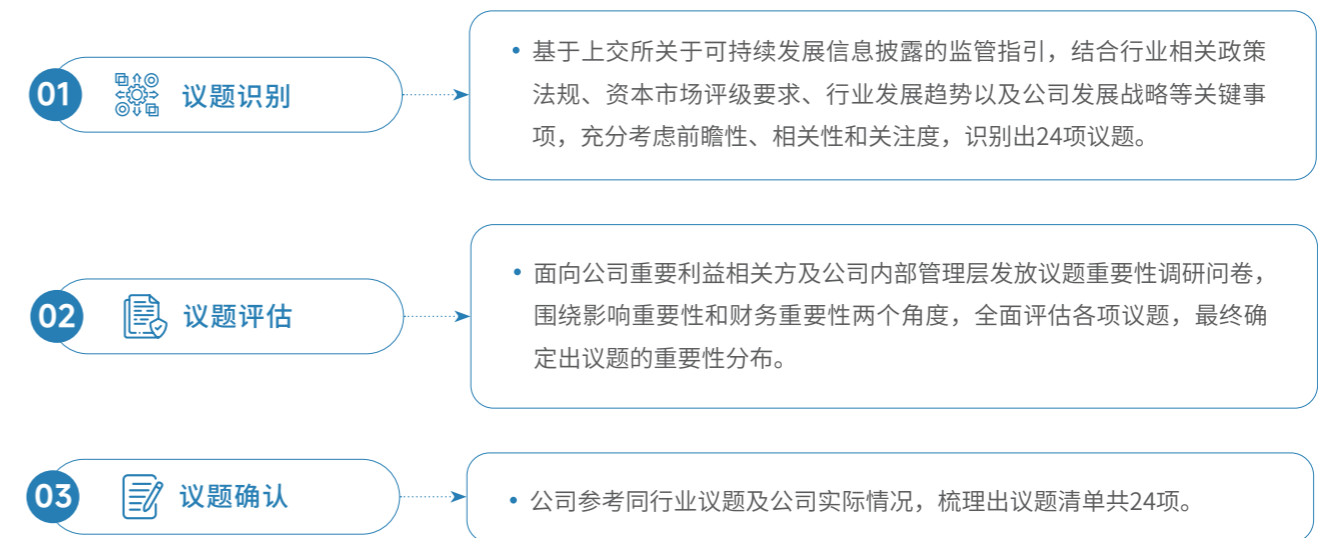 01
议题识别
• 基于上交所关于可持续发展信息披露的监管指引，结合行业相关政策
法规、资本市场评级要求、行业发展趋势以及公司发展战略等关键事
项，充分考虑前瞻性、相关性和关注度，识别出24项议题。
02
议题评估
• 面向公司重要利益相关方及公司内部管理层发放议题重要性调研问卷，
围绕影响重要性和财务重要性两个角度，全面评估各项议题，最终确
定出议题的重要性分布。
03
议题确认
• 公司参考同行业议题及公司实际情况，梳理出议题清单共24项。